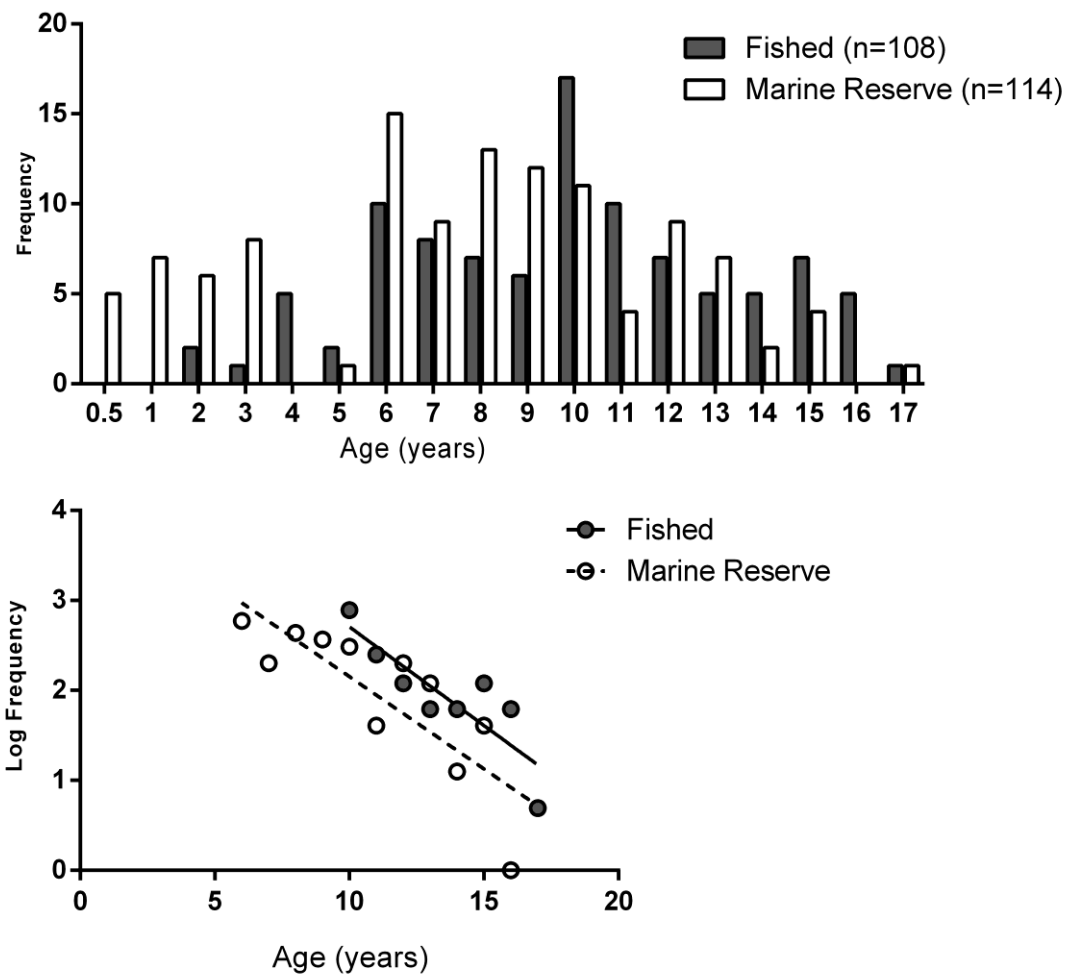 20
Fished (n=108)
Marine Reserve (n=114)
15
10
5
0
Frequency
0.5 1 2 3 4 5 6 7 8 9 10 11 12 13 14 15 16 17
Age (years)
4
Fished
Marine Reserve
3
2
1
0
Log Frequency
0 5 10 15 20
Age (years)